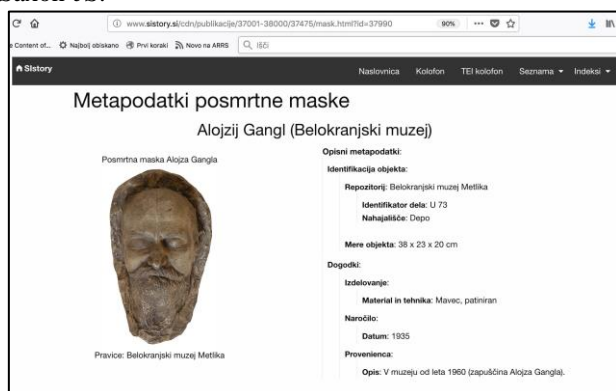 www.sistory.si/cdn/publikacije/37001-38000/37475/mask.html?id=37990
90%
Content of... Najbolj obiskano Prvi koraki Novo na ARRS Išči
SIstory Naslovnica Kolofon TEI kolofon Seznama Indeksi
Metapodatki posmrtne maske
Alojzij Gangl (Belokranjski muzej)
Posmrtna maska Alojza Gangla
Pravice: Belokranjski muzej Metlika
Opisni metapodatki:
Identifikacija objekta:
Repozitorij: Belokranjski muzej Metlika
Identifikator dela: U 73
Nahajališče: Depo
Mere objekta: 38 x 23 x 20 cm
Dogodki:
Izdelovanje:
Material in tehnika: Mavec, patiniran
Naročilo:
Datum: 1935
Provenienca:
Opis: V muzeju od leta 1960 (zapuščina Alojza Gangla).